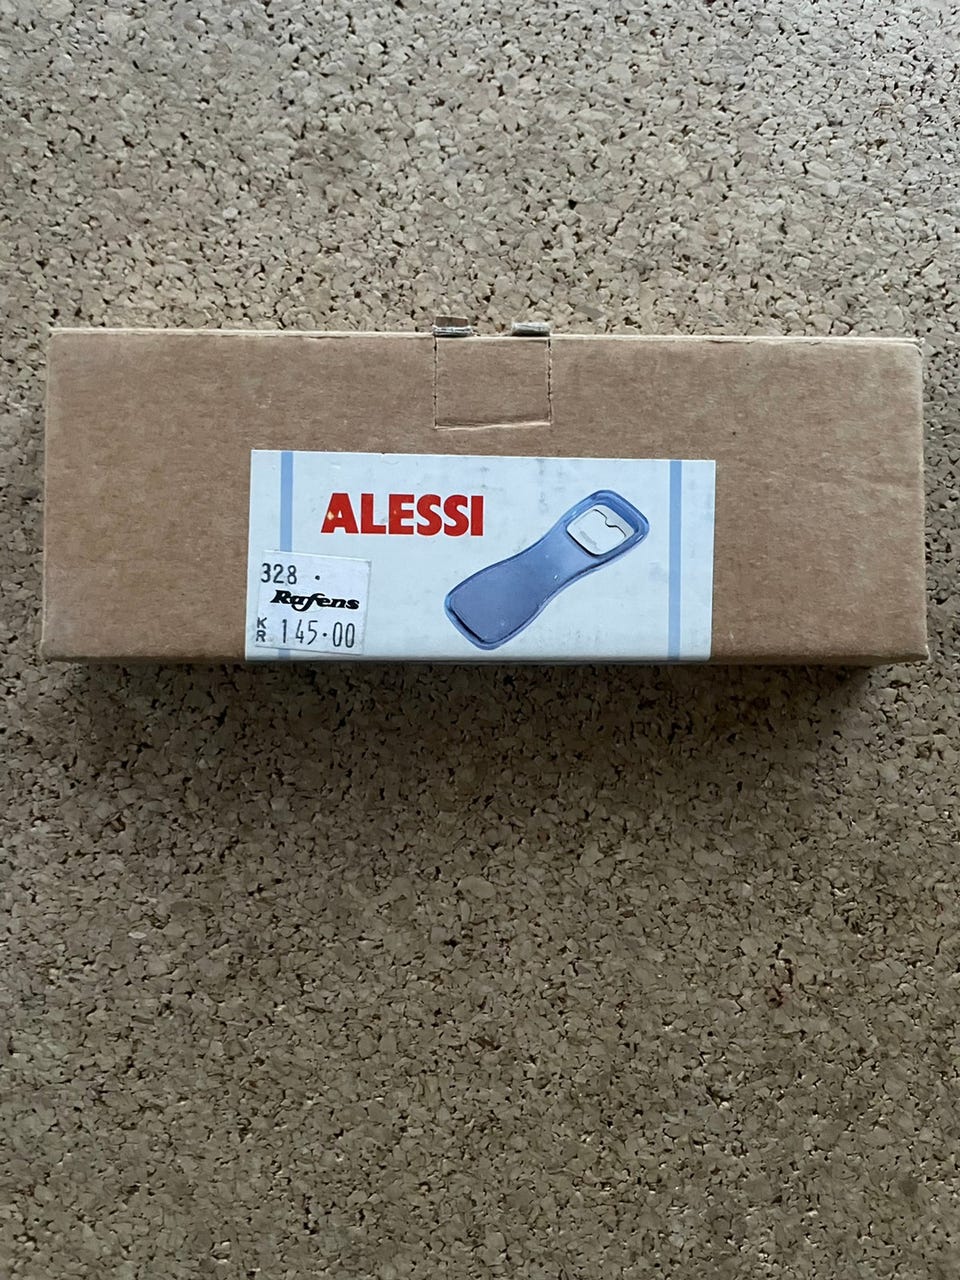 ALESSI
328 .
Rafens
KR 145·00